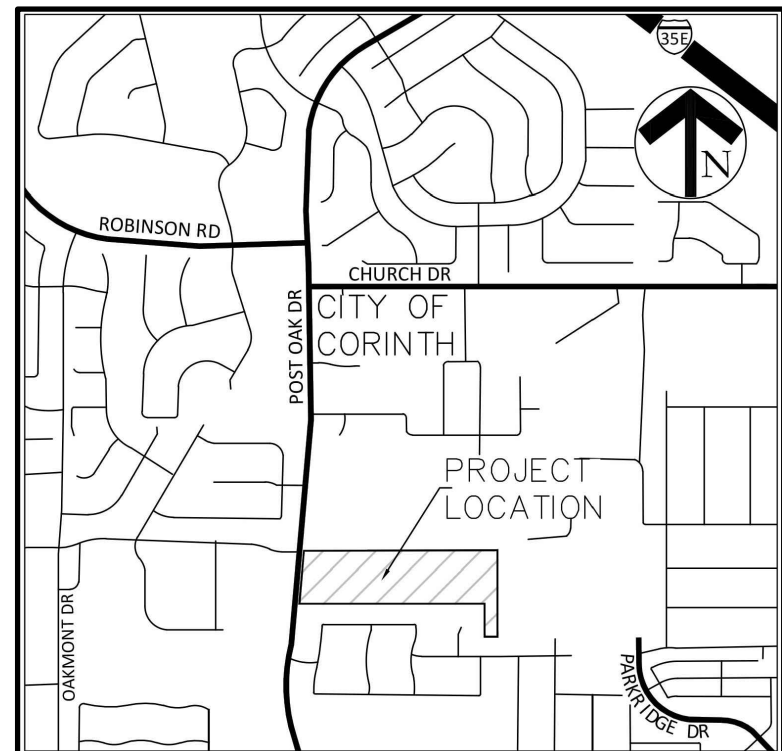 35E
N
ROBINSON RD
CHURCH DR
POST OAK DR
CITY OF
CORINTH
PROJECT
LOCATION
OAKMONT DR
PARKRIDGE DR